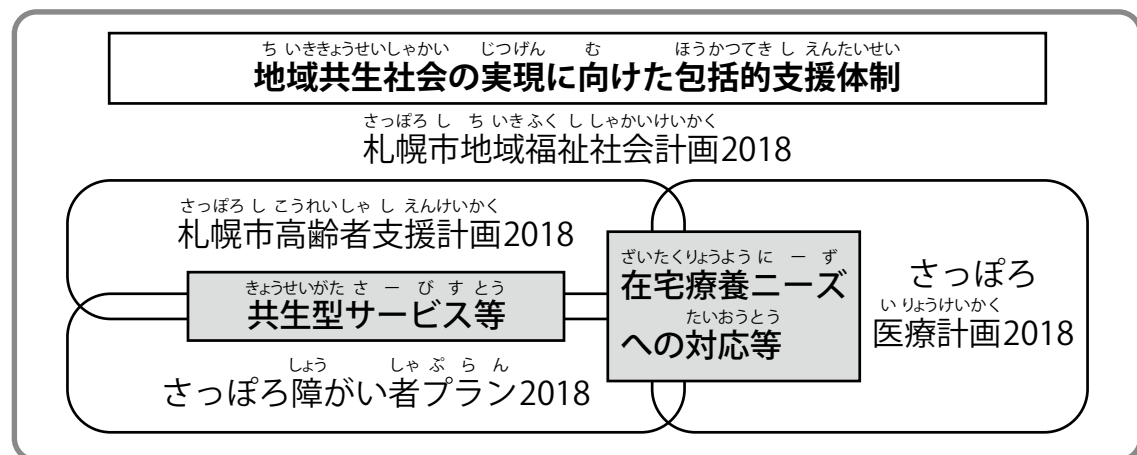 ちいききょうせいしゃかい じつげん む ほうかつてきしえんたいせい
地域共生社会の実現に向けた包括的支援体制
さっぽろし ちいきふくししゃかいけいかく
札幌市地域福祉社会計画2018
さっぽろしこうれいしゃしえんけいかく
札幌市高齢者支援計画2018
きょうせいがたさーびすとう
共生型サービス等
しょう しゃぷらん
さっぽろ障がい者プラン2018
ざいたくりょうようにーず
在宅療養ニーズ
たいおうとう
への対応等
さっぽろ
いりょうけいかく
医療計画2018